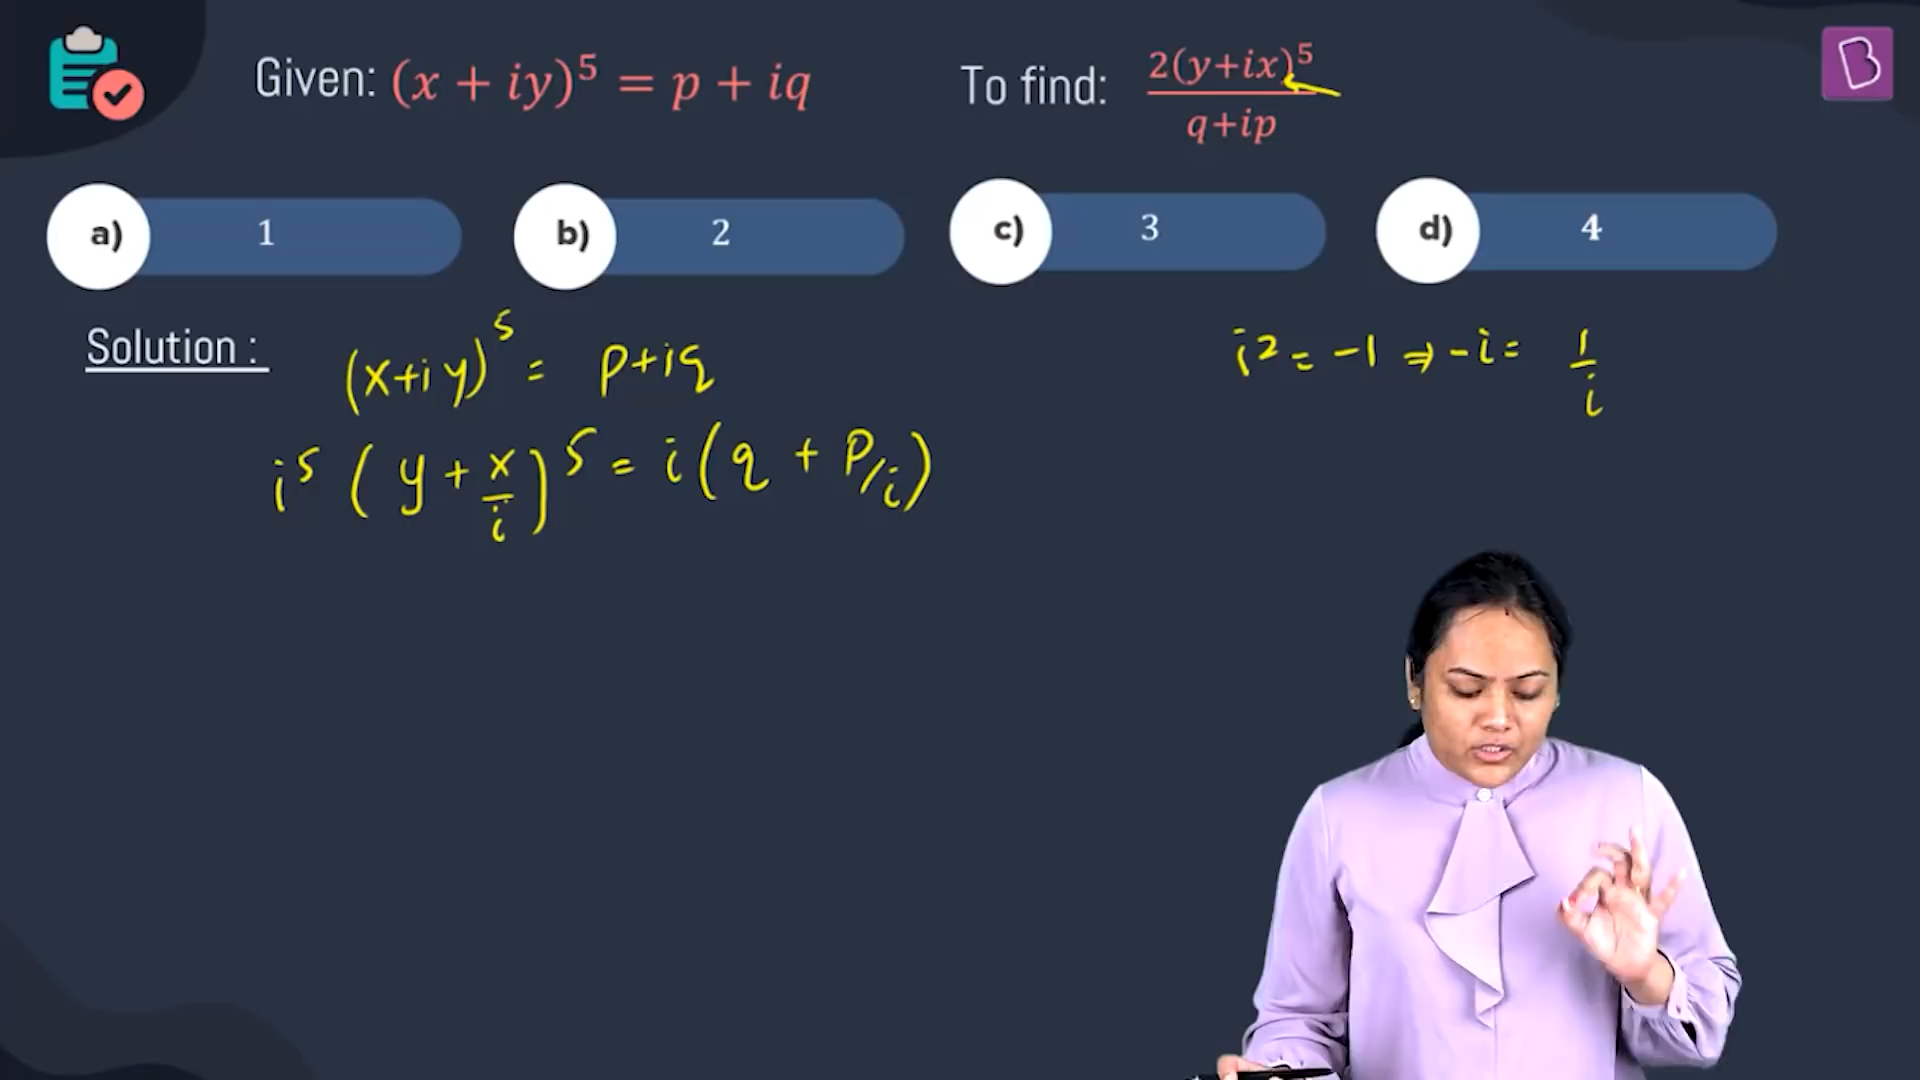 Given: (x + iy)⁵ = p + iq
To find: 2(y+ix)⁵ / q+ip
a) 1
b) 2
c) 3
d) 4
Solution :
(x+iy)⁵ = p+iq
i² = -1 ⇒ -i = 1/i
i⁵ (y + x/i)⁵ = i(q + P/i)
B